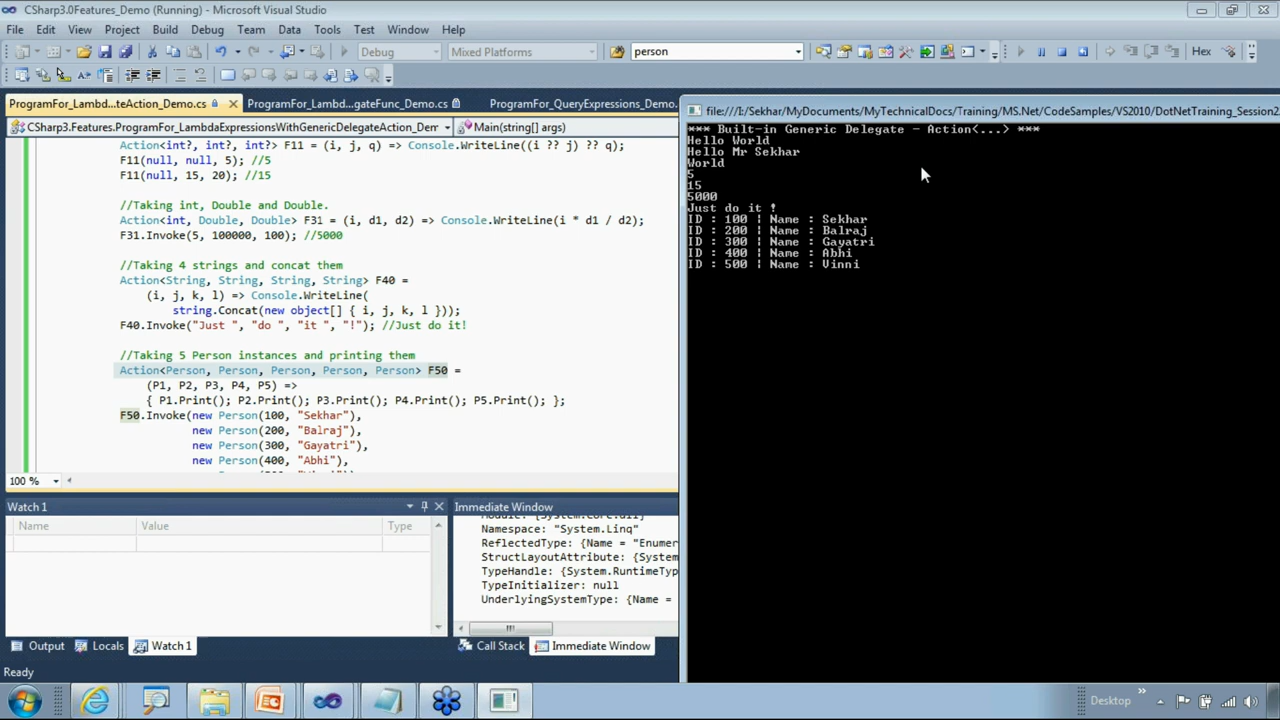 CSharp3.0Features_Demo (Running) - Microsoft Visual Studio
File Edit View Project Build Debug Team Data Tools Test Window Help
Debug Mixed Platforms person Hex
ProgramFor_Lambd...teAction_Demo.cs ProgramFor_Lambd...gateFunc_Demo.cs ProgramFor_QueryExpressions_Demo.
CSharp3.Features.ProgramFor_LambdaExpressionsWithGenericDelegateAction_Dem Main(string[] args)
Action<int?, int?, int?> F11 = (i, j, q) => Console.WriteLine((i ?? j) ?? q);
F11(null, null, 5); //5
F11(null, 15, 20); //15
//Taking int, Double and Double.
Action<int, Double, Double> F31 = (i, d1, d2) => Console.WriteLine(i * d1 / d2);
F31.Invoke(5, 100000, 100); //5000
//Taking 4 strings and concat them
Action<String, String, String, String> F40 =
(i, j, k, l) => Console.WriteLine(
string.Concat(new object[] { i, j, k, l }));
F40.Invoke("Just ", "do ", "it ", "!"); //Just do it!
//Taking 5 Person instances and printing them
Action<Person, Person, Person, Person, Person> F50 =
(P1, P2, P3, P4, P5) =>
{ P1.Print(); P2.Print(); P3.Print(); P4.Print(); P5.Print(); };
F50.Invoke(new Person(100, "Sekhar"),
new Person(200, "Balraj"),
new Person(300, "Gayatri"),
new Person(400, "Abhi"),
100 %
file:///I:/Sekhar/MyDocuments/MyTechnicalDocs/Training/MS.Net/CodeSamples/VS2010/DotNetTraining_Session2
*** Built-in Generic Delegate - Action<...> ***
Hello World
Hello Mr Sekhar
World
5
15
5000
Just do it !
ID : 100 | Name : Sekhar
ID : 200 | Name : Balraj
ID : 300 | Name : Gayatri
ID : 400 | Name : Abhi
ID : 500 | Name : Vinni
Watch 1
Name Value Type
Immediate Window
Namespace: "System.Linq"
ReflectedType: {Name = "Enumer
StructLayoutAttribute: {System
TypeHandle: {System.RuntimeTyp
TypeInitializer: null
UnderlyingSystemType: {Name =
Output Locals Watch 1 Call Stack Immediate Window
Ready
Desktop